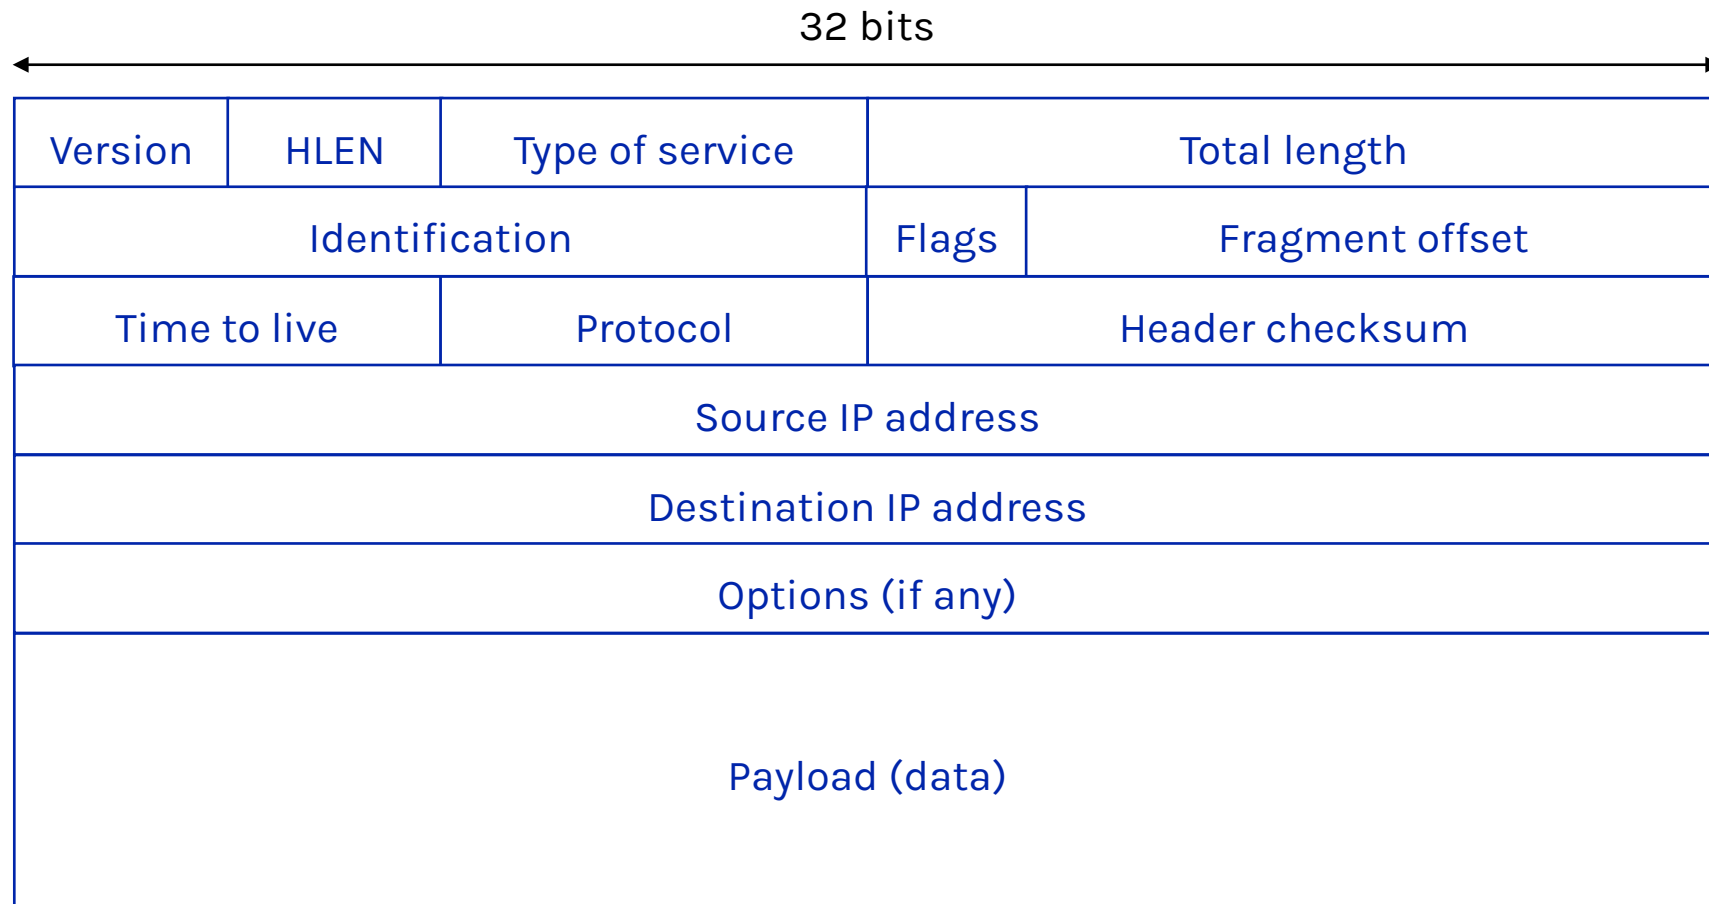 32 bits
Version HLEN Type of service Total length
Identification Flags Fragment offset
Time to live Protocol Header checksum
Source IP address
Destination IP address
Options (if any)
Payload (data)